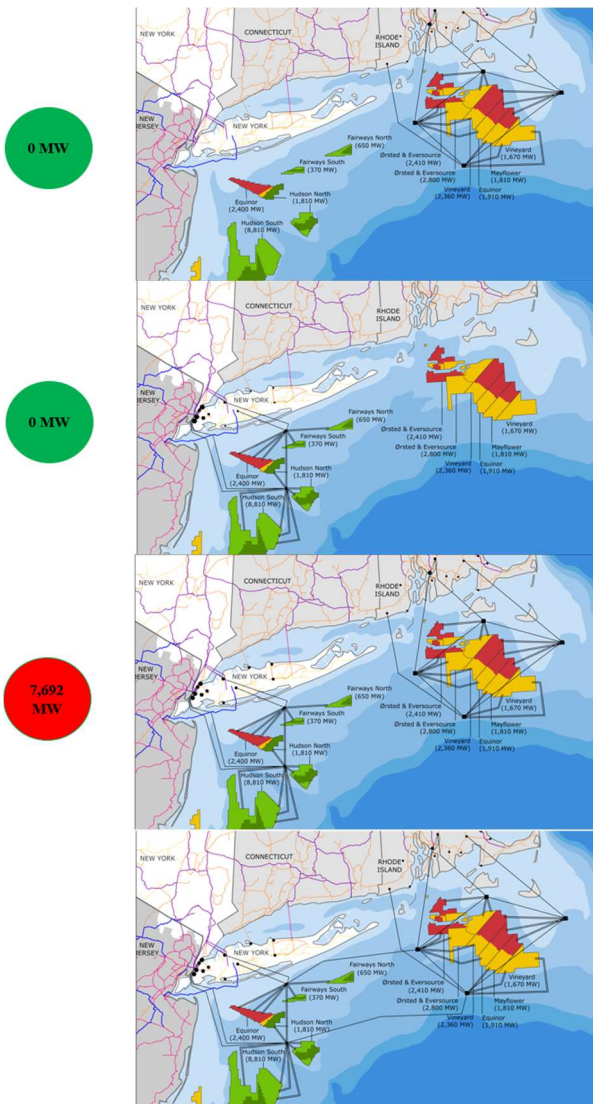 NEW YORK
CONNECTICUT
RHODE
ISLAND
NEW
JERSEY
0 MW
NEW YORK
Fairways North
(650 MW)
Fairways South
(370 MW)
Equinor
(2,400 MW)
Hudson North
(1,810 MW)
Hudson South
(8,810 MW)
Ørsted & Eversource
(2,410 MW)
Ørsted & Eversource
(2,800 MW)
Vineyard
(2,360 MW)
Equinor
(1,910 MW)
Mayflower
(1,810 MW)
Vineyard
(1,670 MW)
NEW YORK
CONNECTICUT
RHODE
ISLAND
NEW
JERSEY
0 MW
NEW YORK
Fairways North
(650 MW)
Fairways South
(370 MW)
Equinor
(2,400 MW)
Hudson North
(1,810 MW)
Hudson South
(8,810 MW)
Ørsted & Eversource
(2,410 MW)
Ørsted & Eversource
(2,800 MW)
Vineyard
(2,360 MW)
Equinor
(1,910 MW)
Mayflower
(1,810 MW)
Vineyard
(1,670 MW)
NEW YORK
CONNECTICUT
RHODE
ISLAND
NEW
JERSEY
7,692
MW
NEW YORK
Fairways North
(650 MW)
Fairways South
(370 MW)
Equinor
(2,400 MW)
Hudson North
(1,810 MW)
Hudson South
(8,810 MW)
Ørsted & Eversource
(2,410 MW)
Ørsted & Eversource
(2,800 MW)
Vineyard
(2,360 MW)
Equinor
(1,910 MW)
Mayflower
(1,810 MW)
Vineyard
(1,670 MW)
NEW YORK
CONNECTICUT
RHODE
ISLAND
NEW
JERSEY
NEW YORK
Fairways North
(650 MW)
Fairways South
(370 MW)
Equinor
(2,400 MW)
Hudson North
(1,810 MW)
Hudson South
(8,810 MW)
Ørsted & Eversource
(2,410 MW)
Ørsted & Eversource
(2,800 MW)
Vineyard
(2,360 MW)
Equinor
(1,910 MW)
Mayflower
(1,810 MW)
Vineyard
(1,670 MW)